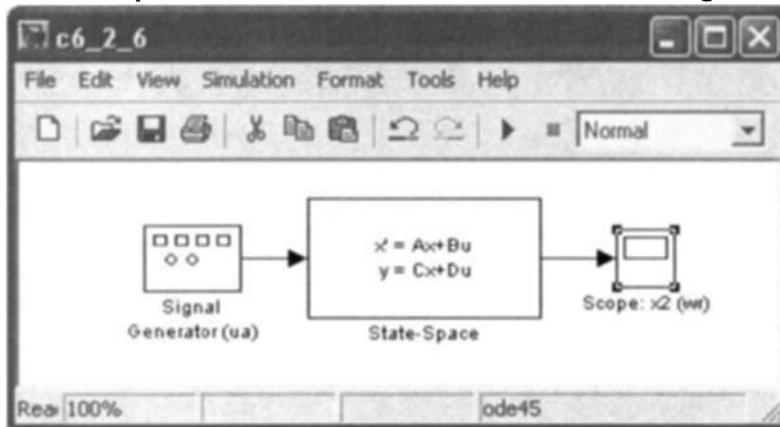 c6_2_6
File Edit View Simulation Format Tools Help
Normal
x' = Ax+Bu
y = Cx+Du
Signal
Generator (ua)
State-Space
Scope: x2 (wr)
100%
ode45